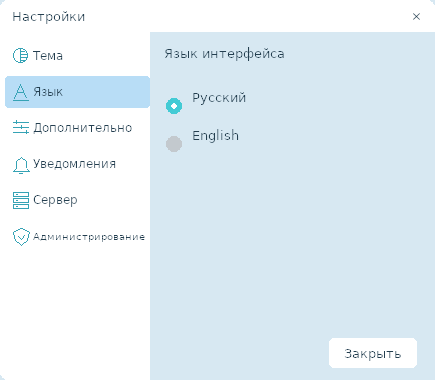 Настройки
Тема
Язык
Дополнительно
Уведомления
Сервер
Администрирование
Язык интерфейса
Русский
English
Закрыть